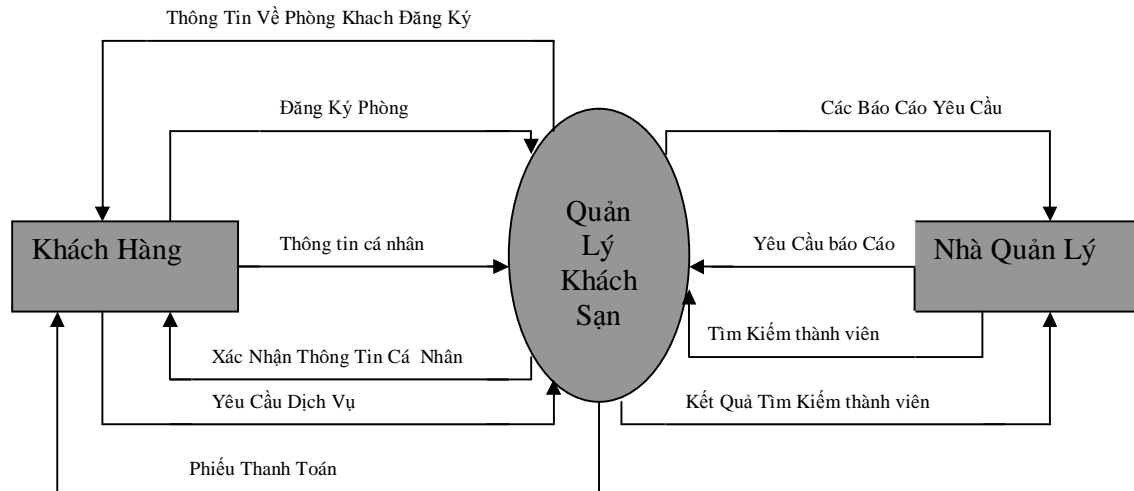 Thông Tin Về Phòng Khach Đăng Ký
Đăng Ký Phòng
Các Báo Cáo Yêu Cầu
Quản
Lý
Khách
Sạn
Khách Hàng
Thông tin cá nhân
Yêu Cầu báo Cáo
Nhà Quản Lý
Tìm Kiếm thành viên
Xác Nhận Thông Tin Cá Nhân
Yêu Cầu Dịch Vụ
Kết Quả Tìm Kiếm thành viên
Phiếu Thanh Toán